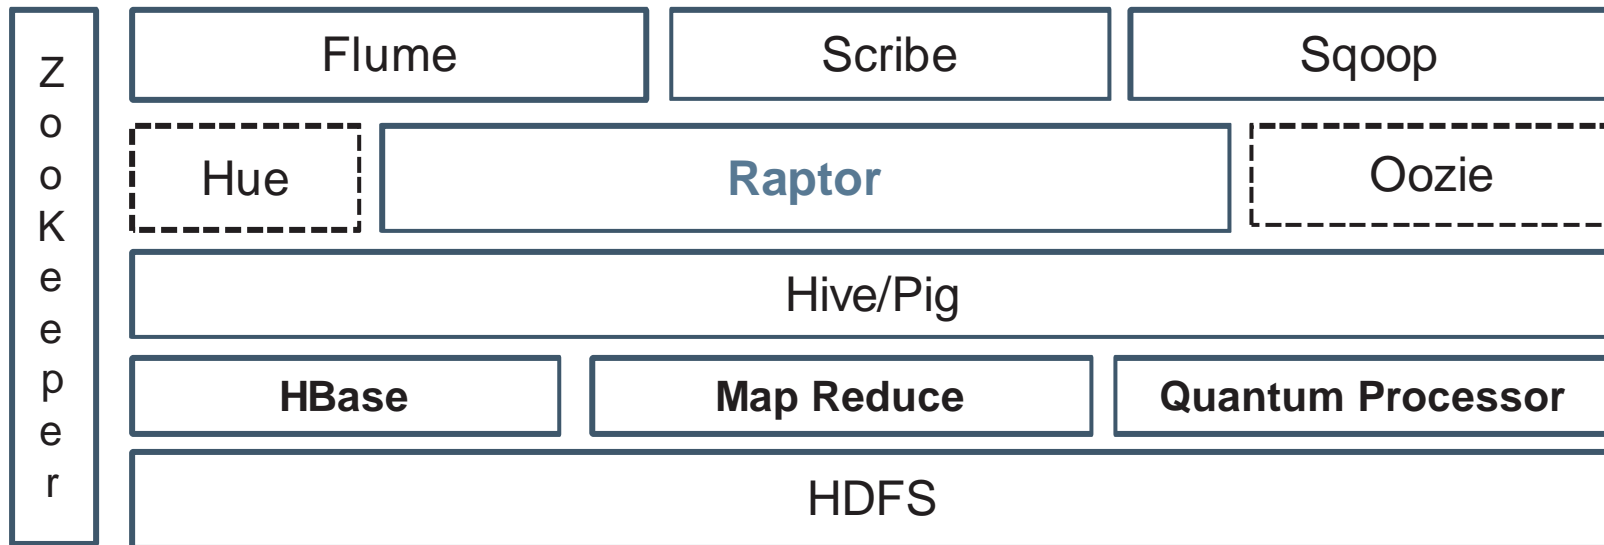 ZooKeeper
Flume
Scribe
Sqoop
Hue
Raptor
Oozie
Hive/Pig
HBase
Map Reduce
Quantum Processor
HDFS